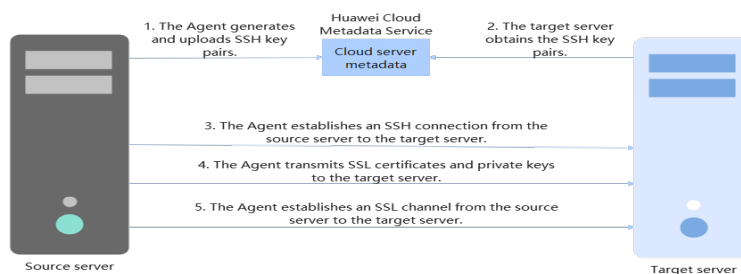 1. The Agent generates
and uploads SSH key
pairs.
Huawei Cloud
Metadata Service
Cloud server
metadata
2. The target server
obtains the SSH key
pairs.
3. The Agent establishes an SSH connection from the
source server to the target server.
4. The Agent transmits SSL certificates and private keys
to the target server.
5. The Agent establishes an SSL channel from the source
server to the target server.
Source server
Target server